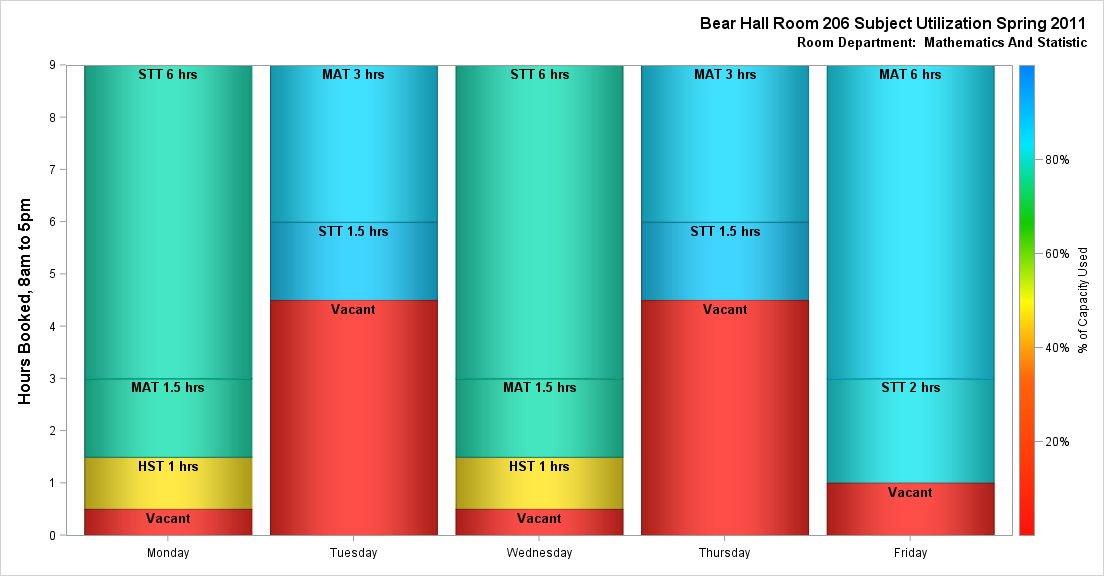 Bear Hall Room 206 Subject Utilization Spring 2011
Room Department:  Mathematics And Statistic
Hours Booked, 8am to 5pm
9
8
7
6
5
4
3
2
1
0
STT 6 hrs
MAT 1.5 hrs
HST 1 hrs
Vacant
MAT 3 hrs
STT 1.5 hrs
Vacant
STT 6 hrs
MAT 1.5 hrs
HST 1 hrs
Vacant
MAT 3 hrs
STT 1.5 hrs
Vacant
MAT 6 hrs
STT 2 hrs
Vacant
Monday
Tuesday
Wednesday
Thursday
Friday
80%
60%
40%
20%
% of Capacity Used